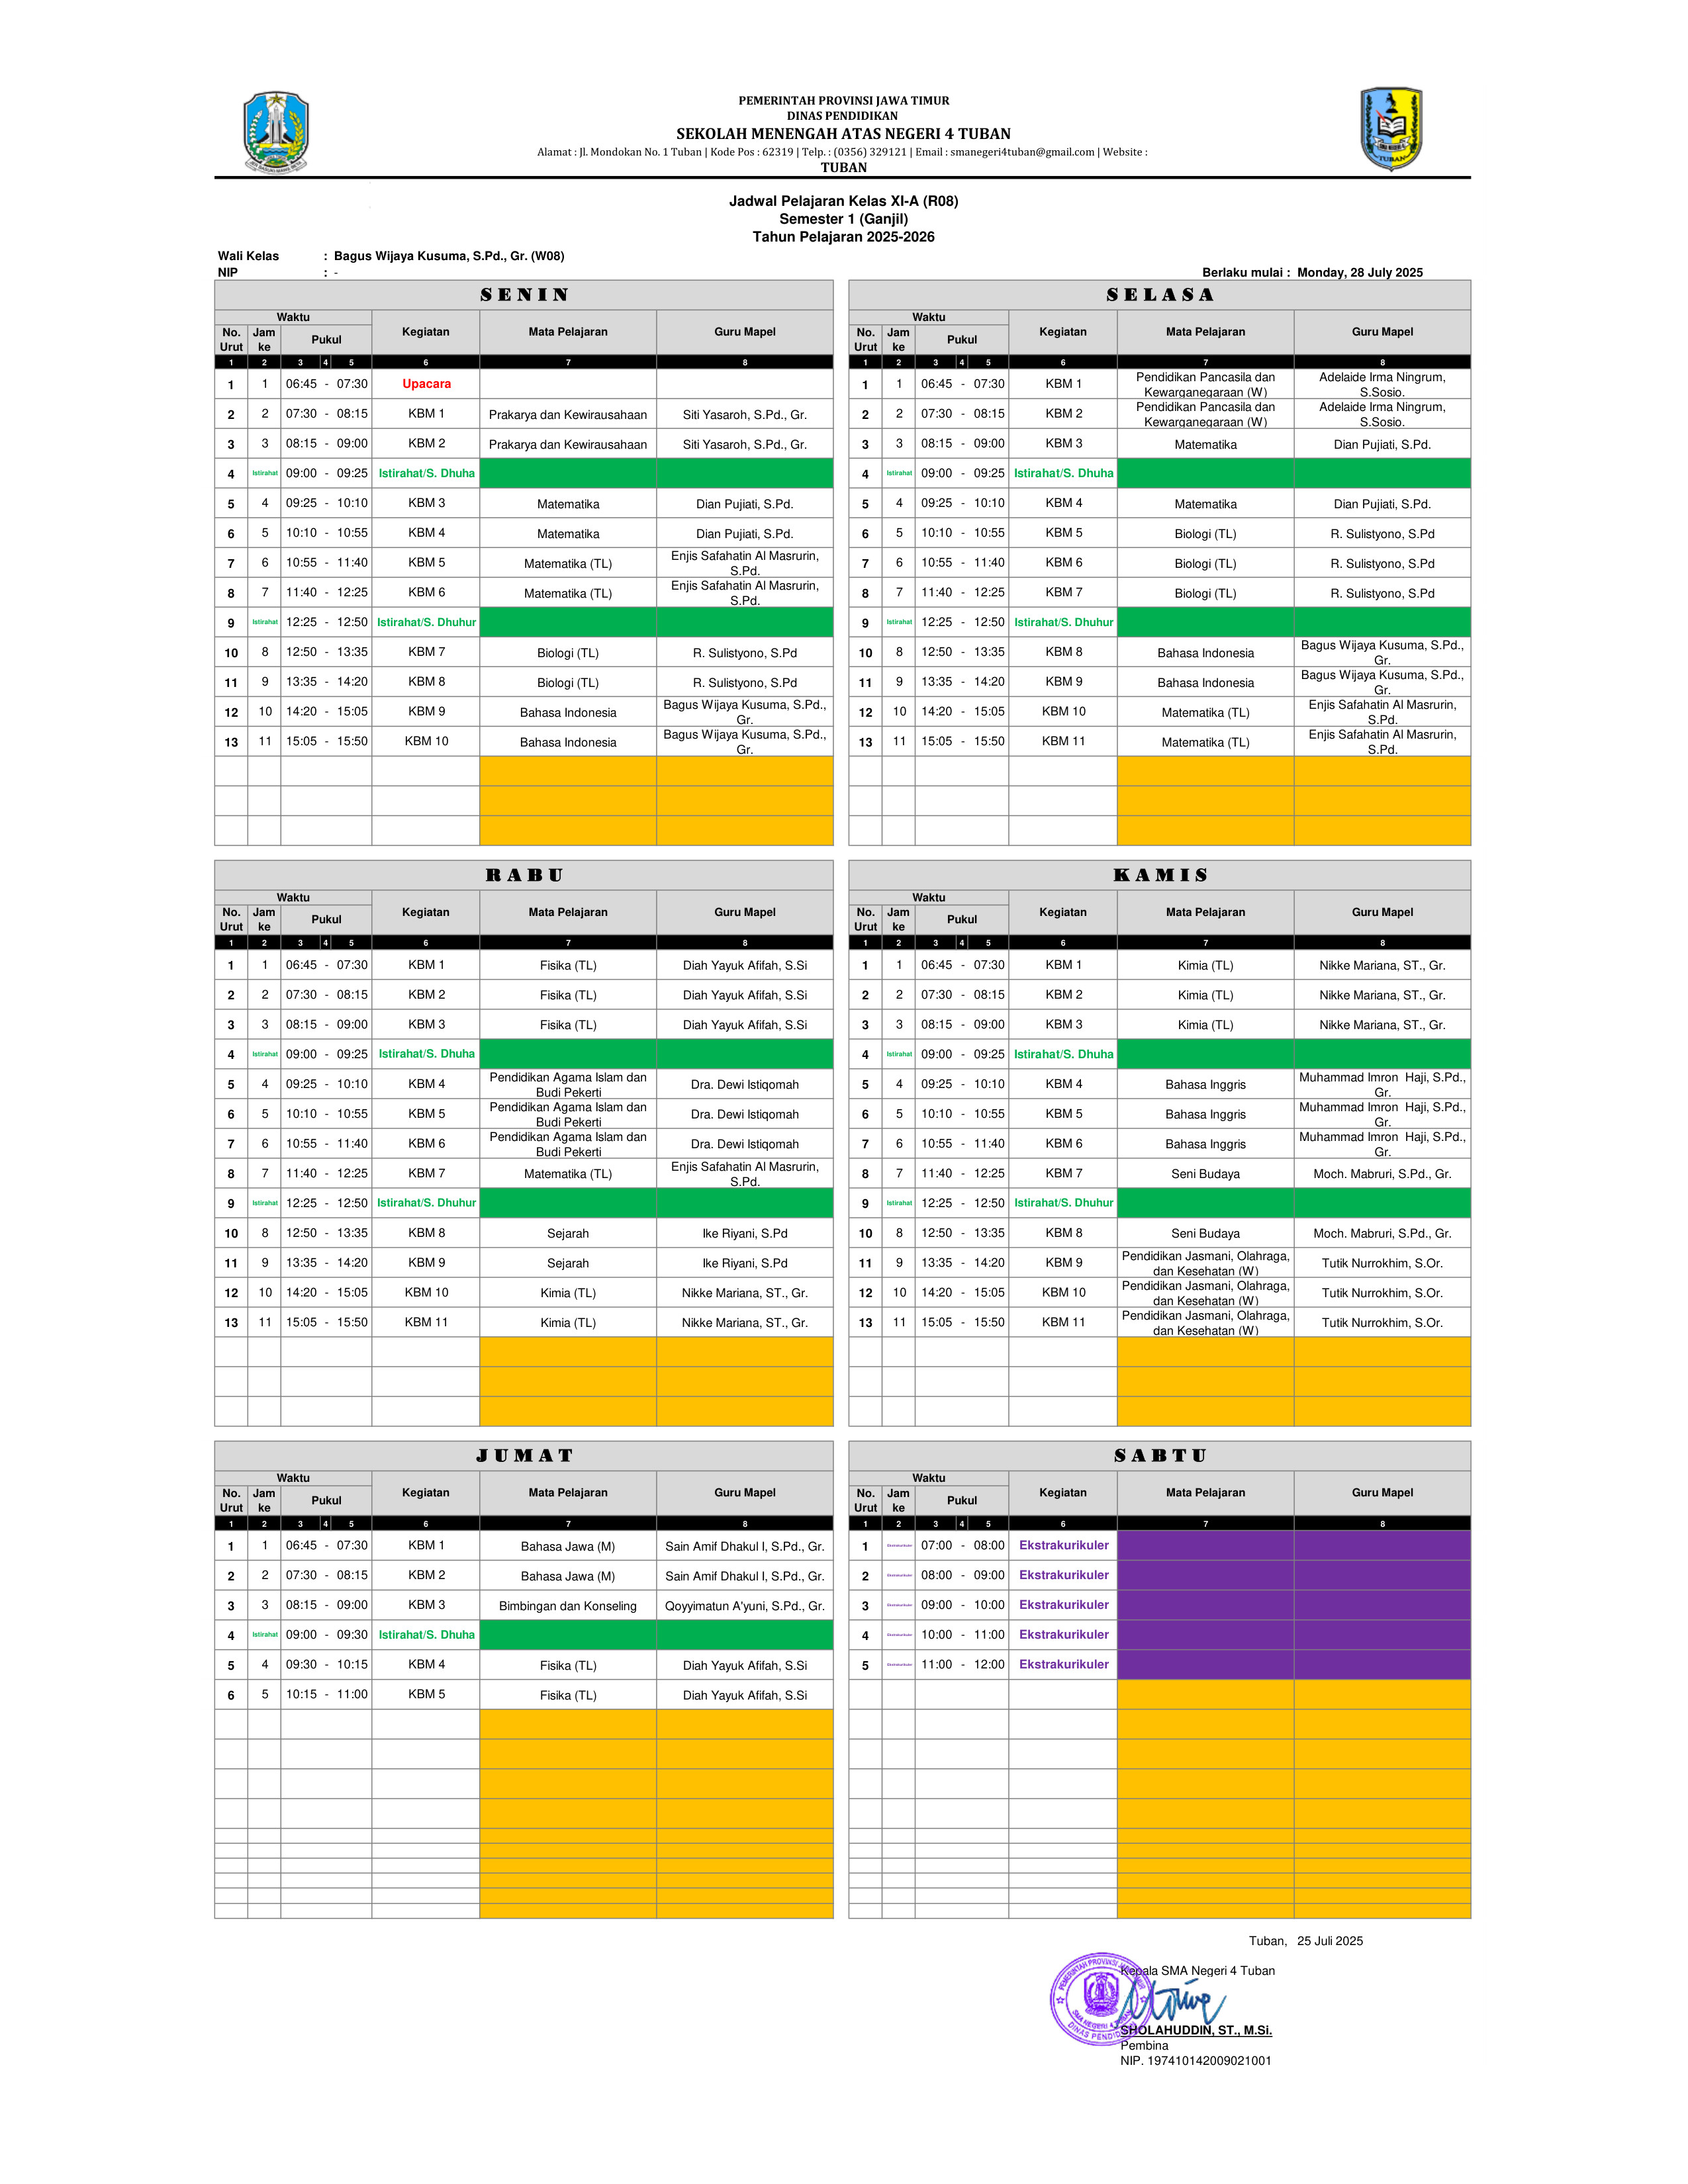 PEMERINTAH PROVINSI JAWA TIMUR
DINAS PENDIDIKAN
SEKOLAH MENENGAH ATAS NEGERI 4 TUBAN
Alamat : Jl. Mondokan No. 1 Tuban | Kode Pos : 62319 | Telp. : (0356) 329121 | Email : smanegeri4tuban@gmail.com | Website :
TUBAN
Jadwal Pelajaran Kelas XI-A (R08)
Semester 1 (Ganjil)
Tahun Pelajaran 2025-2026
Wali Kelas : Bagus Wijaya Kusuma, S.Pd., Gr. (W08)
NIP : -
Berlaku mulai : Monday, 28 July 2025
SENIN
Waktu
No. Urut Jam ke Pukul Kegiatan Mata Pelajaran Guru Mapel
1 2 3 4 5 6 7 8
1 1 06:45 - 07:30 Upacara
2 2 07:30 - 08:15 KBM 1 Prakarya dan Kewirausahaan Siti Yasaroh, S.Pd., Gr.
3 3 08:15 - 09:00 KBM 2 Prakarya dan Kewirausahaan Siti Yasaroh, S.Pd., Gr.
4 Istirahat 09:00 - 09:25 Istirahat/S. Dhuha
5 4 09:25 - 10:10 KBM 3 Matematika Dian Pujiati, S.Pd.
6 5 10:10 - 10:55 KBM 4 Matematika Dian Pujiati, S.Pd.
7 6 10:55 - 11:40 KBM 5 Matematika (TL) Enjis Safahatin Al Masrurin, S.Pd.
8 7 11:40 - 12:25 KBM 6 Matematika (TL) Enjis Safahatin Al Masrurin, S.Pd.
9 Istirahat 12:25 - 12:50 Istirahat/S. Dhuhur
10 8 12:50 - 13:35 KBM 7 Biologi (TL) R. Sulistyono, S.Pd
11 9 13:35 - 14:20 KBM 8 Biologi (TL) R. Sulistyono, S.Pd
12 10 14:20 - 15:05 KBM 9 Bahasa Indonesia Bagus Wijaya Kusuma, S.Pd., Gr.
13 11 15:05 - 15:50 KBM 10 Bahasa Indonesia Bagus Wijaya Kusuma, S.Pd., Gr.
SELASA
Waktu
No. Urut Jam ke Pukul Kegiatan Mata Pelajaran Guru Mapel
1 2 3 4 5 6 7 8
1 1 06:45 - 07:30 KBM 1 Pendidikan Pancasila dan Kewarganegaraan (W) Adelaide Irma Ningrum, S.Sosio.
2 2 07:30 - 08:15 KBM 2 Pendidikan Pancasila dan Kewarganegaraan (W) Adelaide Irma Ningrum, S.Sosio.
3 3 08:15 - 09:00 KBM 3 Matematika Dian Pujiati, S.Pd.
4 Istirahat 09:00 - 09:25 Istirahat/S. Dhuha
5 4 09:25 - 10:10 KBM 4 Matematika Dian Pujiati, S.Pd.
6 5 10:10 - 10:55 KBM 5 Biologi (TL) R. Sulistyono, S.Pd
7 6 10:55 - 11:40 KBM 6 Biologi (TL) R. Sulistyono, S.Pd
8 7 11:40 - 12:25 KBM 7 Biologi (TL) R. Sulistyono, S.Pd
9 Istirahat 12:25 - 12:50 Istirahat/S. Dhuhur
10 8 12:50 - 13:35 KBM 8 Bahasa Indonesia Bagus Wijaya Kusuma, S.Pd., Gr.
11 9 13:35 - 14:20 KBM 9 Bahasa Indonesia Bagus Wijaya Kusuma, S.Pd., Gr.
12 10 14:20 - 15:05 KBM 10 Matematika (TL) Enjis Safahatin Al Masrurin, S.Pd.
13 11 15:05 - 15:50 KBM 11 Matematika (TL) Enjis Safahatin Al Masrurin, S.Pd.
RABU
Waktu
No. Urut Jam ke Pukul Kegiatan Mata Pelajaran Guru Mapel
1 2 3 4 5 6 7 8
1 1 06:45 - 07:30 KBM 1 Fisika (TL) Diah Yayuk Afifah, S.Si
2 2 07:30 - 08:15 KBM 2 Fisika (TL) Diah Yayuk Afifah, S.Si
3 3 08:15 - 09:00 KBM 3 Fisika (TL) Diah Yayuk Afifah, S.Si
4 Istirahat 09:00 - 09:25 Istirahat/S. Dhuha
5 4 09:25 - 10:10 KBM 4 Pendidikan Agama Islam dan Budi Pekerti Dra. Dewi Istiqomah
6 5 10:10 - 10:55 KBM 5 Pendidikan Agama Islam dan Budi Pekerti Dra. Dewi Istiqomah
7 6 10:55 - 11:40 KBM 6 Pendidikan Agama Islam dan Budi Pekerti Dra. Dewi Istiqomah
8 7 11:40 - 12:25 KBM 7 Matematika (TL) Enjis Safahatin Al Masrurin, S.Pd.
9 Istirahat 12:25 - 12:50 Istirahat/S. Dhuhur
10 8 12:50 - 13:35 KBM 8 Sejarah Ike Riyani, S.Pd
11 9 13:35 - 14:20 KBM 9 Sejarah Ike Riyani, S.Pd
12 10 14:20 - 15:05 KBM 10 Kimia (TL) Nikke Mariana, ST., Gr.
13 11 15:05 - 15:50 KBM 11 Kimia (TL) Nikke Mariana, ST., Gr.
KAMIS
Waktu
No. Urut Jam ke Pukul Kegiatan Mata Pelajaran Guru Mapel
1 2 3 4 5 6 7 8
1 1 06:45 - 07:30 KBM 1 Kimia (TL) Nikke Mariana, ST., Gr.
2 2 07:30 - 08:15 KBM 2 Kimia (TL) Nikke Mariana, ST., Gr.
3 3 08:15 - 09:00 KBM 3 Kimia (TL) Nikke Mariana, ST., Gr.
4 Istirahat 09:00 - 09:25 Istirahat/S. Dhuha
5 4 09:25 - 10:10 KBM 4 Bahasa Inggris Muhammad Imron Haji, S.Pd., Gr.
6 5 10:10 - 10:55 KBM 5 Bahasa Inggris Muhammad Imron Haji, S.Pd., Gr.
7 6 10:55 - 11:40 KBM 6 Bahasa Inggris Muhammad Imron Haji, S.Pd., Gr.
8 7 11:40 - 12:25 KBM 7 Seni Budaya Moch. Mabruri, S.Pd., Gr.
9 Istirahat 12:25 - 12:50 Istirahat/S. Dhuhur
10 8 12:50 - 13:35 KBM 8 Seni Budaya Moch. Mabruri, S.Pd., Gr.
11 9 13:35 - 14:20 KBM 9 Pendidikan Jasmani, Olahraga, dan Kesehatan (W) Tutik Nurrokhim, S.Or.
12 10 14:20 - 15:05 KBM 10 Pendidikan Jasmani, Olahraga, dan Kesehatan (W) Tutik Nurrokhim, S.Or.
13 11 15:05 - 15:50 KBM 11 Pendidikan Jasmani, Olahraga, dan Kesehatan (W) Tutik Nurrokhim, S.Or.
JUMAT
Waktu
No. Urut Jam ke Pukul Kegiatan Mata Pelajaran Guru Mapel
1 2 3 4 5 6 7 8
1 1 06:45 - 07:30 KBM 1 Bahasa Jawa (M) Sain Amif Dhakul I, S.Pd., Gr.
2 2 07:30 - 08:15 KBM 2 Bahasa Jawa (M) Sain Amif Dhakul I, S.Pd., Gr.
3 3 08:15 - 09:00 KBM 3 Bimbingan dan Konseling Qoyyimatun A'yuni, S.Pd., Gr.
4 Istirahat 09:00 - 09:30 Istirahat/S. Dhuha
5 4 09:30 - 10:15 KBM 4 Fisika (TL) Diah Yayuk Afifah, S.Si
6 5 10:15 - 11:00 KBM 5 Fisika (TL) Diah Yayuk Afifah, S.Si
SABTU
Waktu
No. Urut Jam ke Pukul Kegiatan Mata Pelajaran Guru Mapel
1 2 3 4 5 6 7 8
1 Ekstrakurikuler 07:00 - 08:00 Ekstrakurikuler
2 Ekstrakurikuler 08:00 - 09:00 Ekstrakurikuler
3 Ekstrakurikuler 09:00 - 10:00 Ekstrakurikuler
4 Ekstrakurikuler 10:00 - 11:00 Ekstrakurikuler
5 Ekstrakurikuler 11:00 - 12:00 Ekstrakurikuler
Tuban, 25 Juli 2025
Kepala SMA Negeri 4 Tuban
SHOLAHUDDIN, ST., M.Si.
Pembina
NIP. 197410142009021001